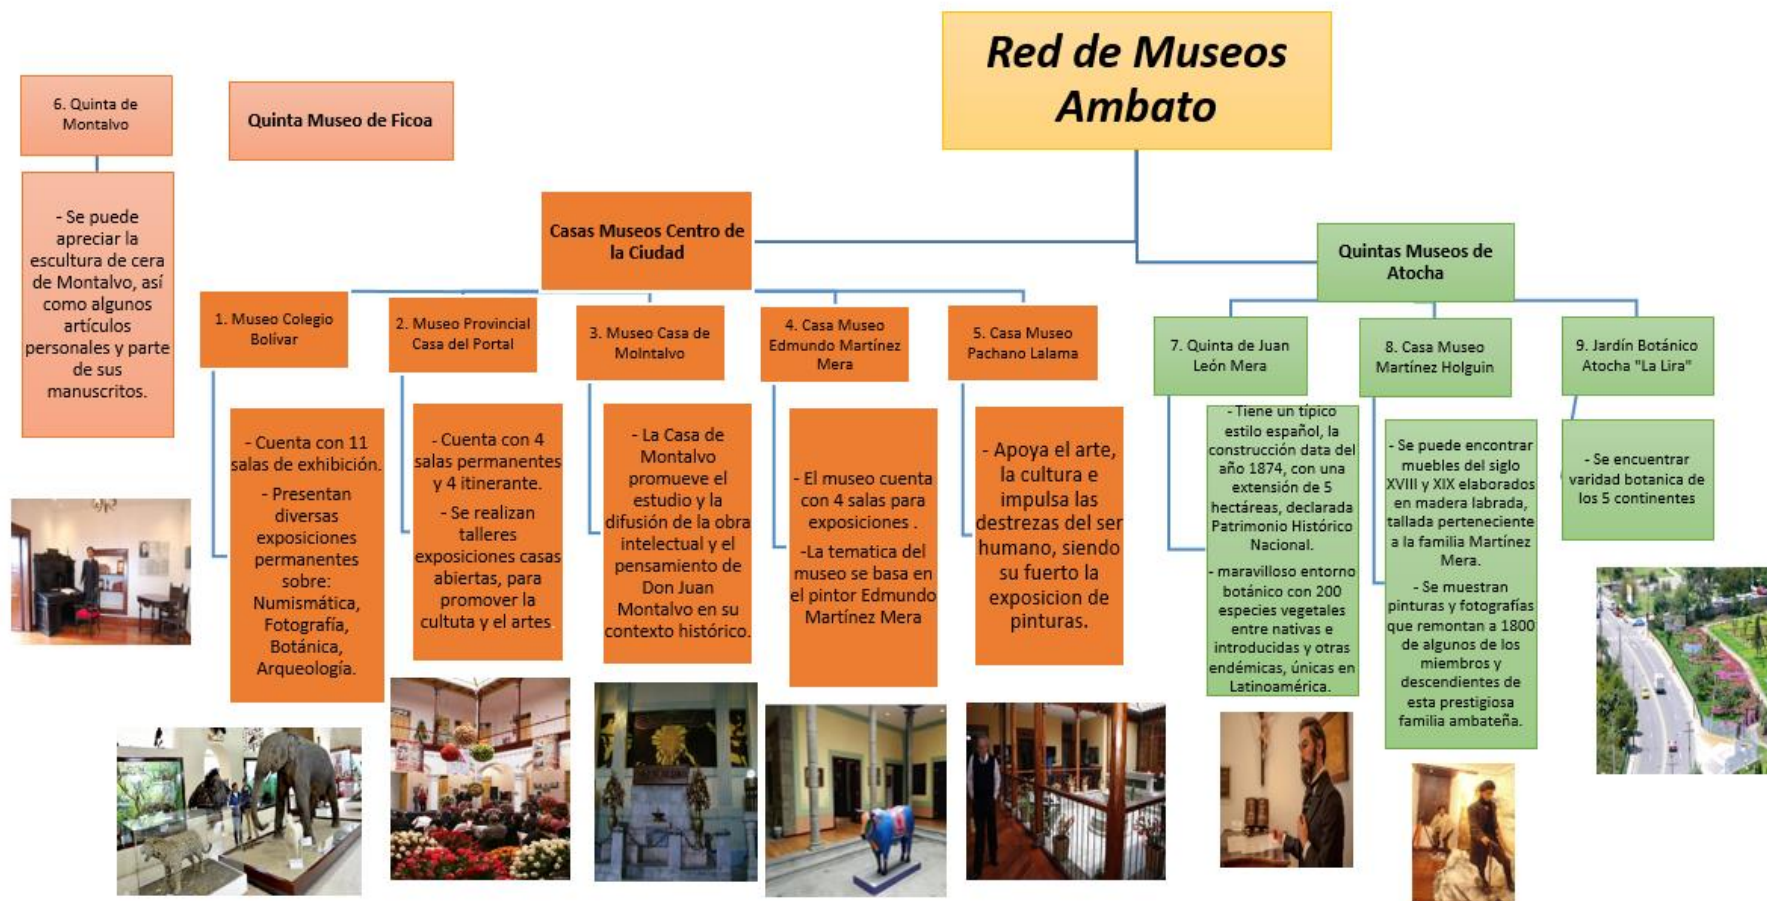 Red de Museos
Ambato
6. Quinta de
Montalvo
Quinta Museo de Ficoa
- Se puede
apreciar la
escultura de cera
de Montalvo, así
como algunos
artículos
personales y parte
de sus
manuscritos.
Casas Museos Centro de
la Ciudad
1. Museo Colegio
Bolívar
- Cuenta con 11
salas de exhibición.
- Presentan
diversas
exposiciones
permanentes
sobre:
Numismática,
Fotografía,
Botánica,
Arqueología.
2. Museo Provincial
Casa del Portal
- Cuenta con 4
salas permanentes
y 4 itinerante.
- Se realizan
talleres
exposiciones casas
abiertas, para
promover la
cultuta y el artes.
3. Museo Casa de
Molntalvo
- La Casa de
Montalvo
promueve el
estudio y la
difusión de la obra
intelectual y el
pensamiento de
Don Juan
Montalvo en su
contexto histórico.
4. Casa Museo
Edmundo Martínez
Mera
- El museo cuenta
con 4 salas para
exposiciones .
-La tematica del
museo se basa en
el pintor Edmundo
Martínez Mera
5. Casa Museo
Pachano Lalama
- Apoya el arte,
la cultura e
impulsa las
destrezas del ser
humano, siendo
su fuerto la
exposicion de
pinturas.
Quintas Museos de
Atocha
7. Quinta de Juan
León Mera
- Tiene un típico
estilo español, la
construcción data del
año 1874, con una
extensión de 5
hectáreas, declarada
Patrimonio Histórico
Nacional.
- maravilloso entorno
botánico con 200
especies vegetales
entre nativas e
introducidas y otras
endémicas, únicas en
Latinoamérica.
8. Casa Museo
Martínez Holguin
- Se puede encontrar
muebles del siglo
XVIII y XIX elaborados
en madera labrada,
tallada perteneciente
a la familia Martínez
Mera.
- Se muestran
pinturas y fotografías
que remontan a 1800
de algunos de los
miembros y
descendientes de
esta prestigiosa
familia ambateña.
9. Jardín Botánico
Atocha "La Lira"
- Se encuentrar
varidad botanica de
los 5 continentes